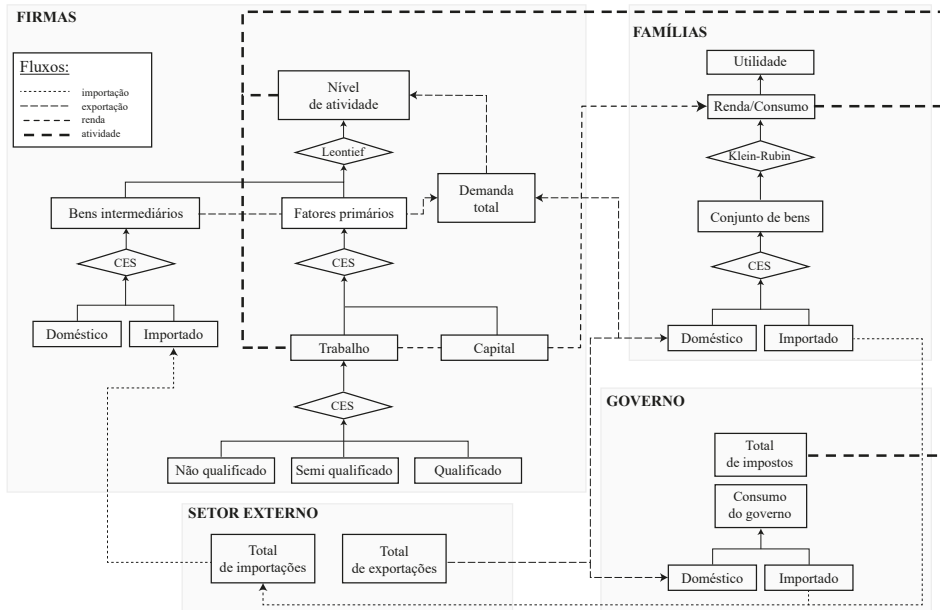 FIRMAS
Fluxos:
importação
exportação
renda
atividade
Nível
de atividade
Leontief
Bens intermediários
Fatores primários
Demanda
total
CES
CES
Doméstico
Importado
Trabalho
Capital
CES
Não qualificado
Semi qualificado
Qualificado
FAMÍLIAS
Utilidade
Renda/Consumo
Klein-Rubin
Conjunto de bens
CES
Doméstico
Importado
GOVERNO
Total
de impostos
Consumo
do governo
Doméstico
Importado
SETOR EXTERNO
Total
de importações
Total
de exportações